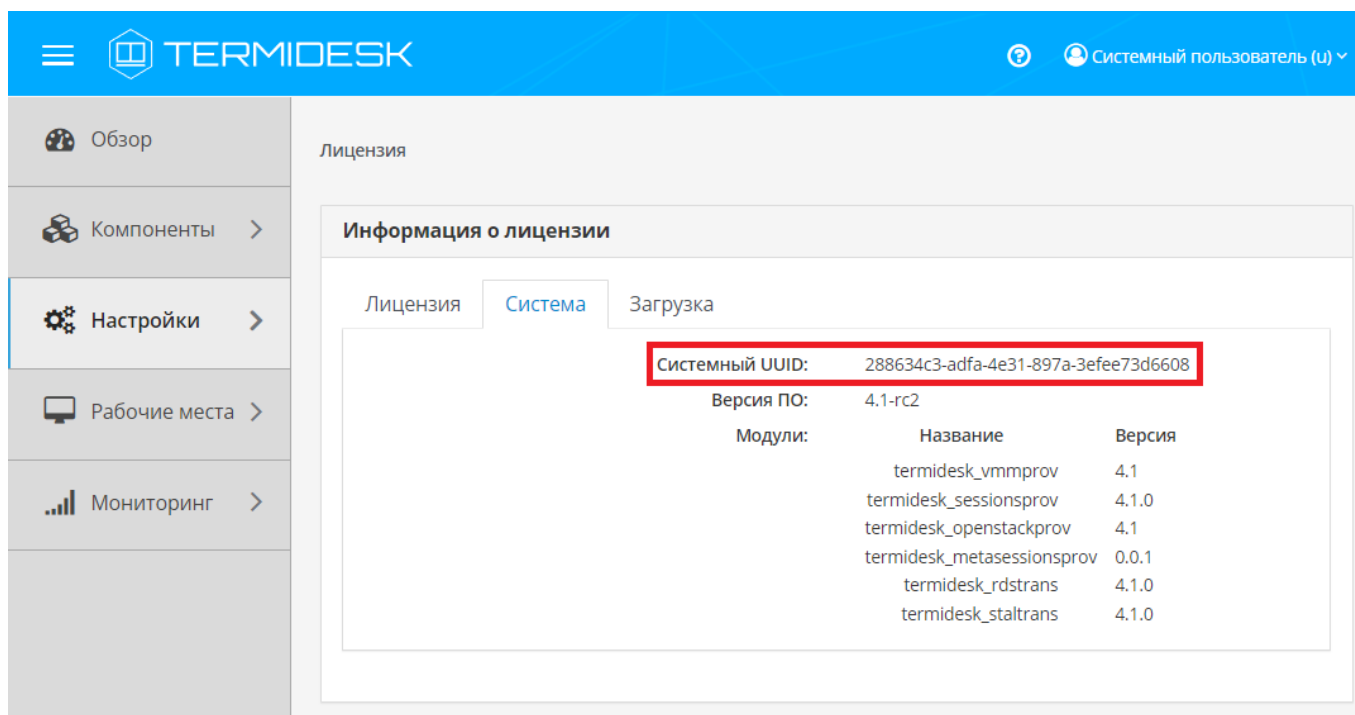 TERMIDESK
Системный пользователь (u)
Обзор
Компоненты
Настройки
Рабочие места
Мониторинг
Лицензия
Информация о лицензии
Лицензия Система Загрузка
Системный UUID: 288634c3-adfa-4e31-897a-3efee73d6608
Версия ПО: 4.1-rc2
Модули: Название Версия
termidesk_vmmprov 4.1
termidesk_sessionsprov 4.1.0
termidesk_openstackprov 4.1
termidesk_metasessionsprov 0.0.1
termidesk_rdstrans 4.1.0
termidesk_staltrans 4.1.0